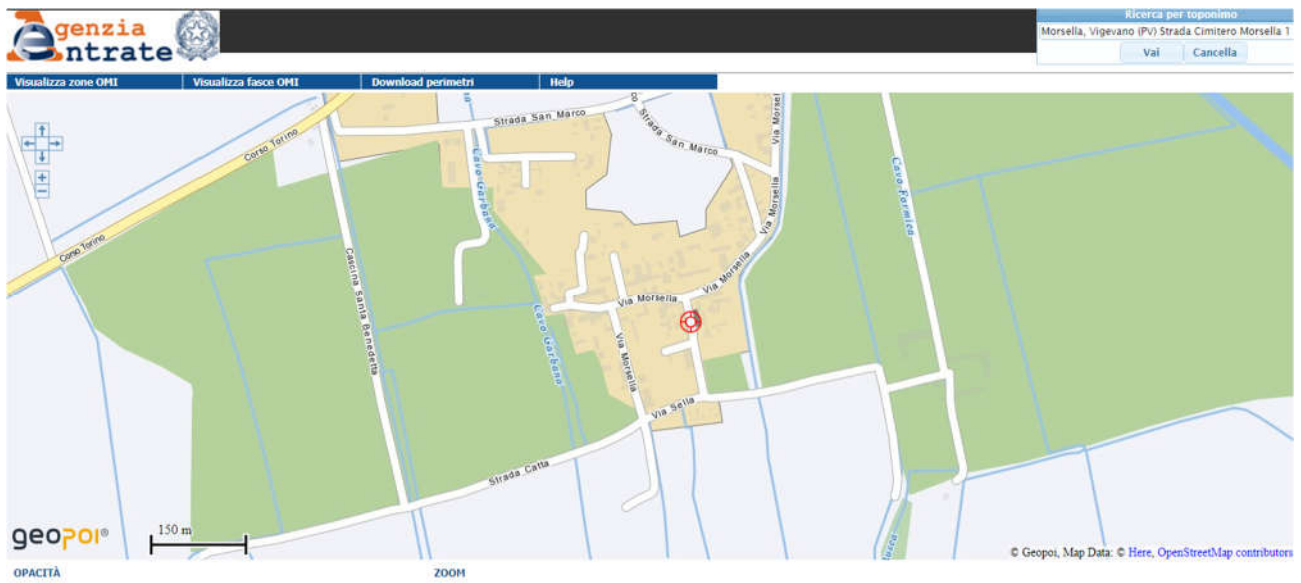 Agenzia
Entrate
Ricerca per toponimo
Morsella, Vigevano (PV) Strada Cimitero Morsella 1
Vai Cancella
Visualizza zone OMI Visualizza fasce OMI Download perimetri Help
Corso Torino
Strada San Marco
Strada San Marco
Via Morsella
Cavo Garbana
Cavo Formica
Via Morsella
Corso Torino
Cascina Santa Benedetta
Via Morsella
Via Morsella
Cavo Garbana
Via Morsella
Via Sella
Strada Catta
geopoi®
150 m
© Geopoi, Map Data: © Here, OpenStreetMap contributors
OPACITÀ ZOOM